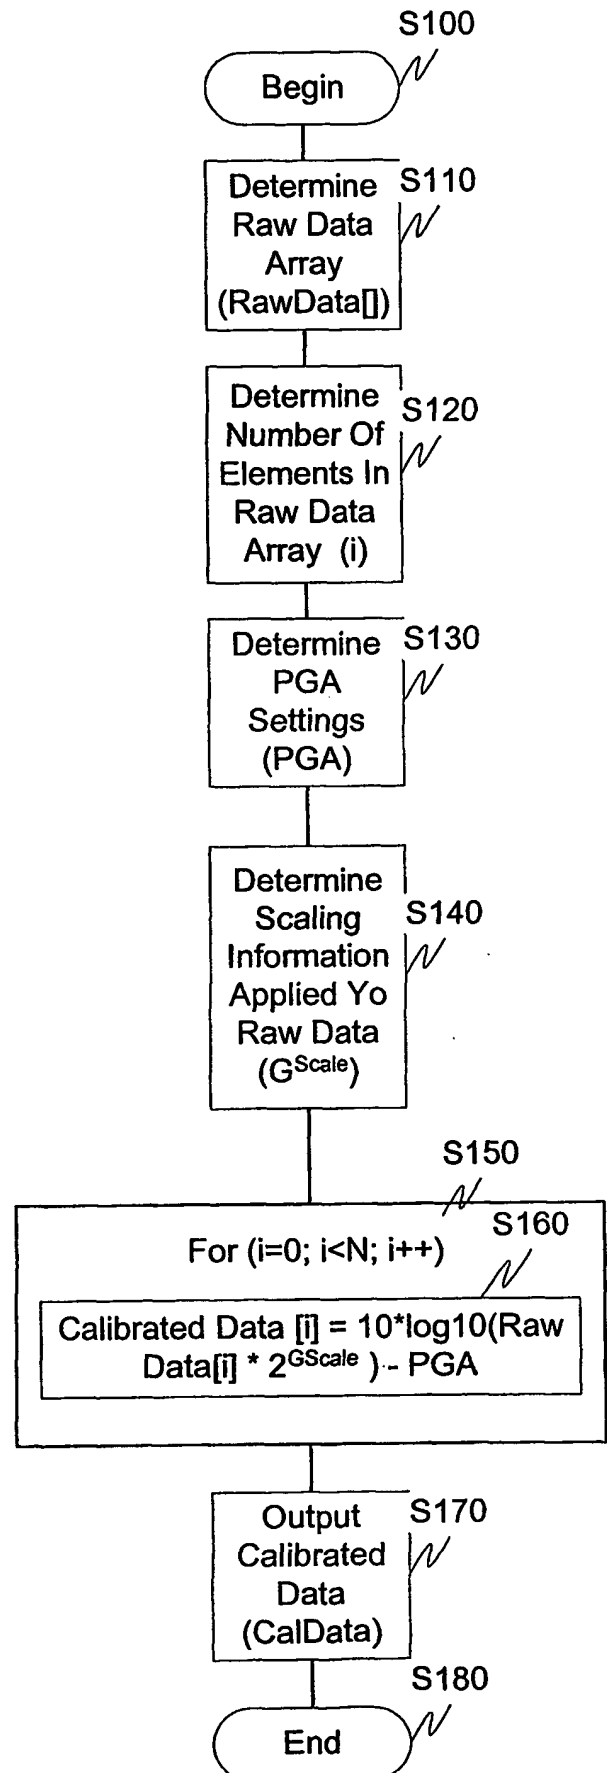 S100
Begin
S110
Determine
Raw Data
Array
(RawData[])
S120
Determine
Number Of
Elements In
Raw Data
Array (i)
S130
Determine
PGA
Settings
(PGA)
S140
Determine
Scaling
Information
Applied Yo
Raw Data
(G^Scale)
S150
For (i=0; i<N; i++)
S160
Calibrated Data [i] = 10*log10(Raw
Data[i] * 2^GScale ) - PGA
S170
Output
Calibrated
Data
(CalData)
S180
End